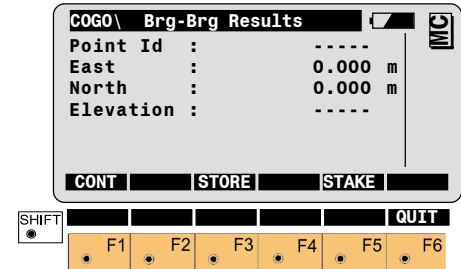 COGO\ Brg-Brg Results
MC
Point Id : -----
East : 0.000 m
North : 0.000 m
Elevation : -----
CONT STORE STAKE
SHIFT QUIT
F1 F2 F3 F4 F5 F6